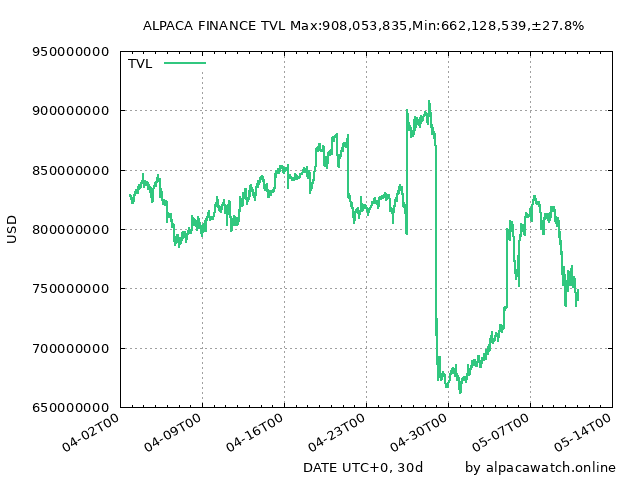 ALPACA FINANCE TVL Max:908,053,835,Min:662,128,539,±27.8%
950000000
TVL
900000000
850000000
800000000
750000000
700000000
650000000
USD
04-02T00
04-09T00
04-16T00
04-23T00
04-30T00
05-07T00
05-14T00
DATE UTC+0, 30d
by alpacawatch.online